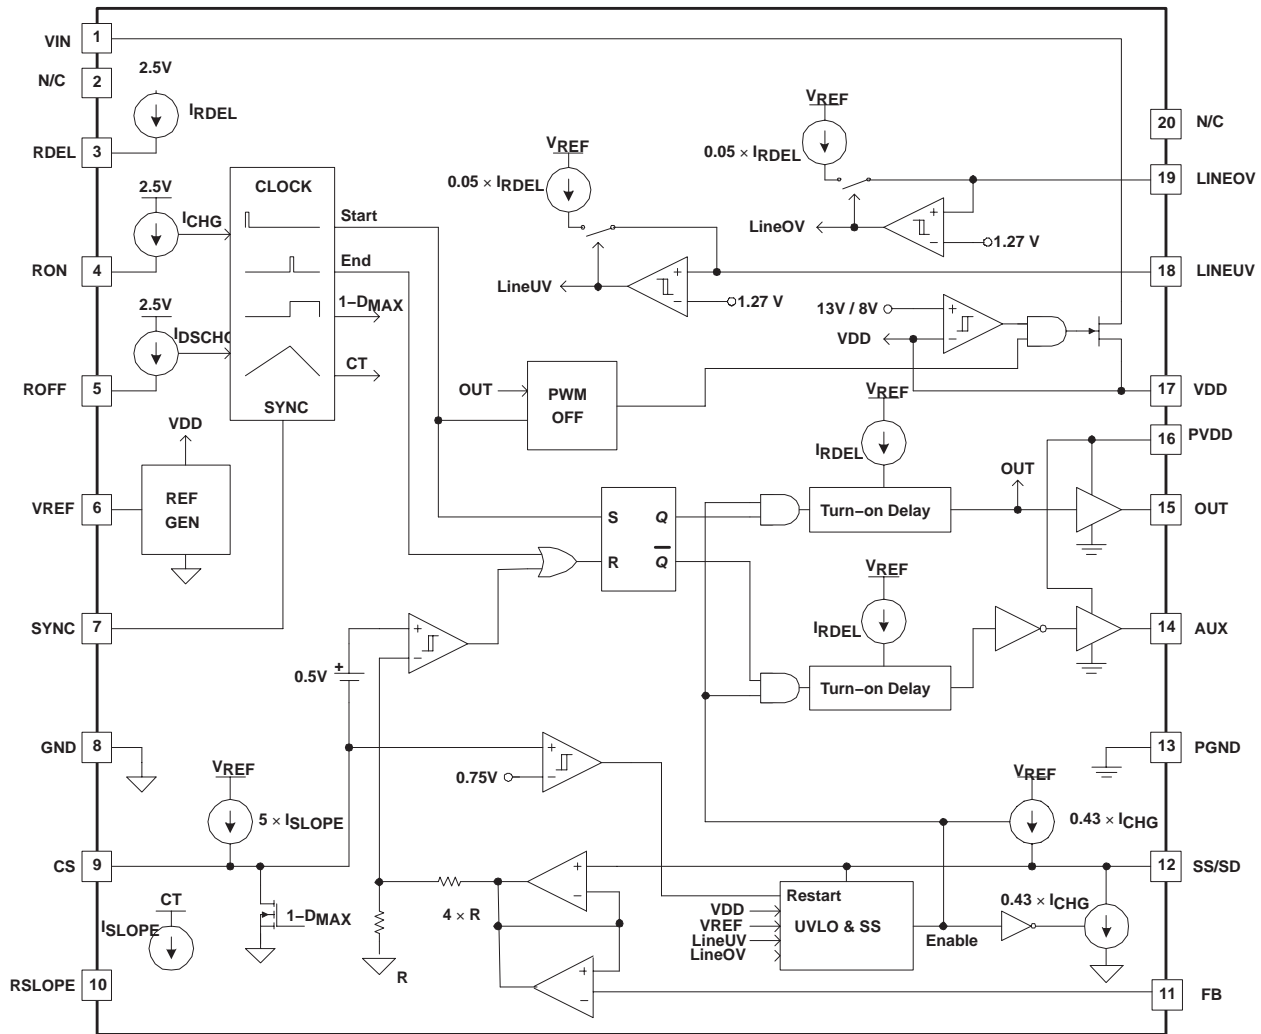 VIN 1
N/C 2
2.5V
IRDEL
RDEL 3
2.5V
ICHG
RON 4
2.5V
IDSCHG
ROFF 5
CLOCK
Start
End
1−DMAX
CT
SYNC
VDD
REF
GEN
VREF 6
SYNC 7
GND 8
VREF
5 × ISLOPE
CS 9
CT
ISLOPE
1−DMAX
RSLOPE 10
0.5V
+
+
−
4 × R
R
0.75V
+
−
+
−
+
−
OUT
PWM
OFF
S Q
R Q
VREF
0.05 × IRDEL
LineUV
+
−
1.27 V
VREF
0.05 × IRDEL
LineOV
+
−
1.27 V
13V / 8V
VDD
+
−
VREF
IRDEL
Turn−on Delay
OUT
VREF
IRDEL
Turn−on Delay
VREF
0.43 × ICHG
0.43 × ICHG
Restart
UVLO & SS
VDD
VREF
LineUV
LineOV
Enable
20 N/C
19 LINEOV
18 LINEUV
17 VDD
16 PVDD
15 OUT
14 AUX
13 PGND
12 SS/SD
11 FB